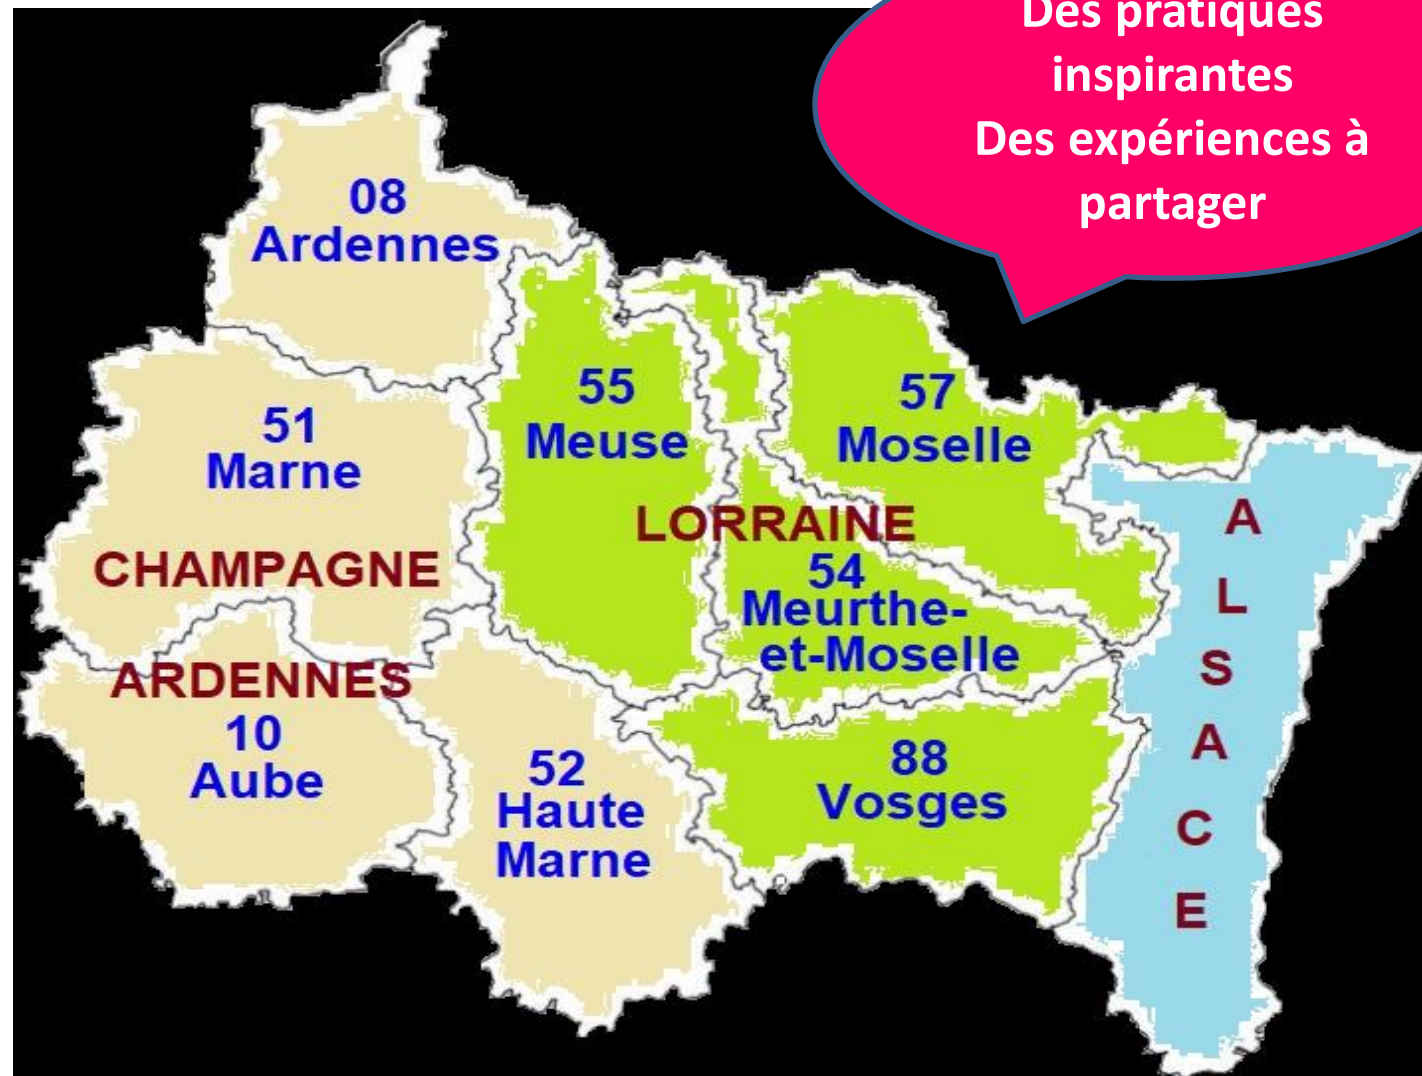 Des pratiques
inspirantes
Des expériences à
partager
08
Ardennes
55
Meuse
57
Moselle
51
Marne
LORRAINE
CHAMPAGNE
54
Meurthe-
et-Moselle
ARDENNES
10
Aube
52
Haute
Marne
88
Vosges
A
L
S
A
C
E